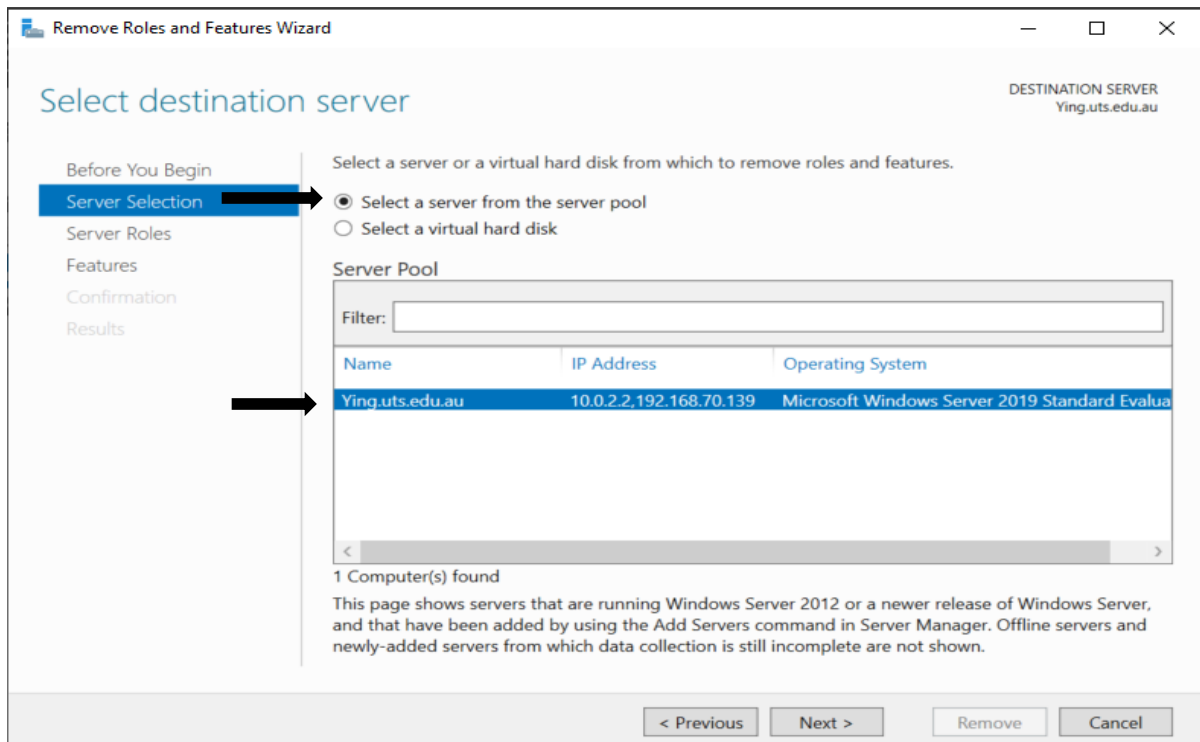 Remove Roles and Features Wizard
Select destination server
DESTINATION SERVER
Ying.uts.edu.au
Before You Begin
Server Selection
Server Roles
Features
Confirmation
Results
Select a server or a virtual hard disk from which to remove roles and features.
Select a server from the server pool
Select a virtual hard disk
Server Pool
Filter:
Name IP Address Operating System
Ying.uts.edu.au 10.0.2.2,192.168.70.139 Microsoft Windows Server 2019 Standard Evalua
1 Computer(s) found
This page shows servers that are running Windows Server 2012 or a newer release of Windows Server,
and that have been added by using the Add Servers command in Server Manager. Offline servers and
newly-added servers from which data collection is still incomplete are not shown.
< Previous Next > Remove Cancel